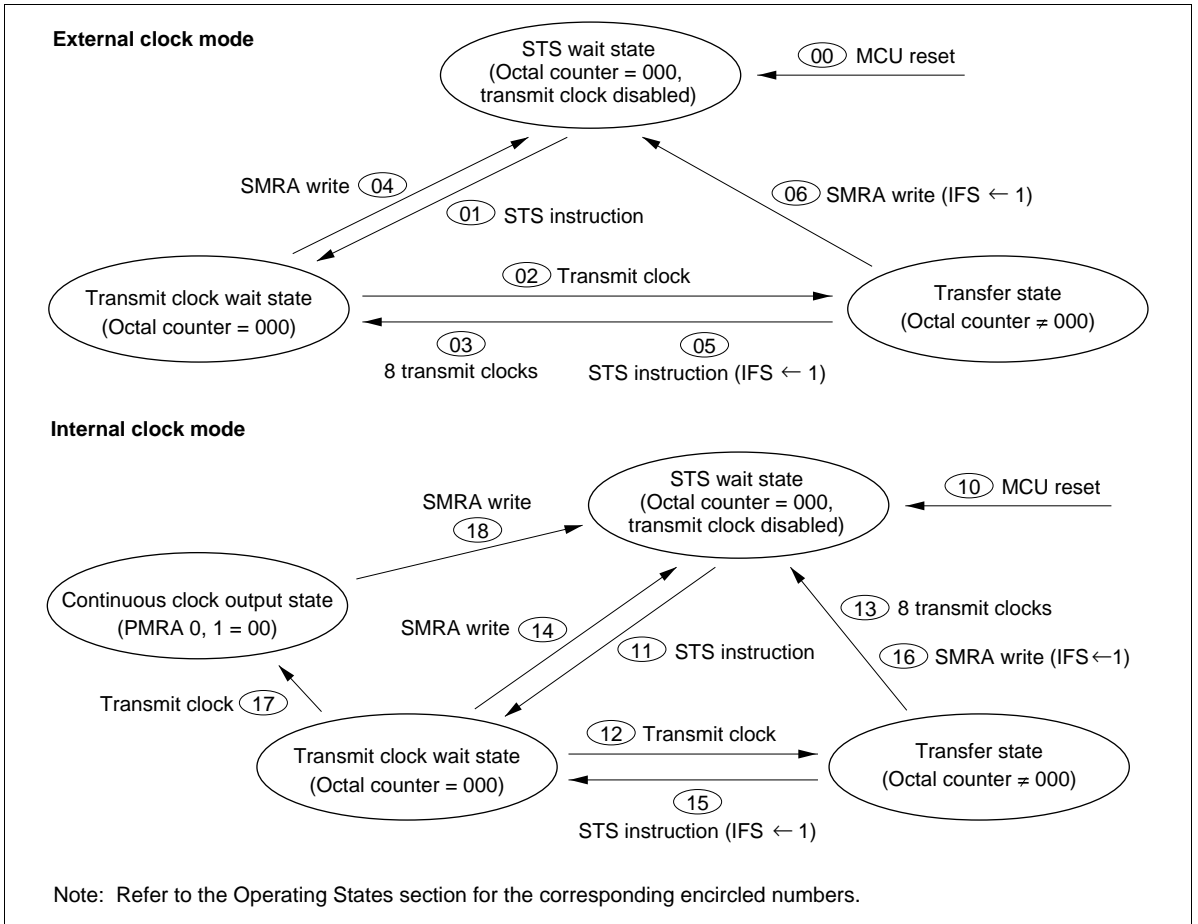 External clock mode
STS wait state
(Octal counter = 000,
transmit clock disabled)
00 MCU reset
SMRA write 04
01 STS instruction
06 SMRA write (IFS ← 1)
02 Transmit clock
Transmit clock wait state
(Octal counter = 000)
Transfer state
(Octal counter ≠ 000)
03
8 transmit clocks
05
STS instruction (IFS ← 1)
Internal clock mode
STS wait state
(Octal counter = 000,
transmit clock disabled)
10 MCU reset
SMRA write
18
Continuous clock output state
(PMRA 0, 1 = 00)
SMRA write 14
11 STS instruction
13 8 transmit clocks
16 SMRA write (IFS←1)
Transmit clock 17
12 Transmit clock
Transmit clock wait state
(Octal counter = 000)
Transfer state
(Octal counter ≠ 000)
15
STS instruction (IFS ← 1)
Note: Refer to the Operating States section for the corresponding encircled numbers.